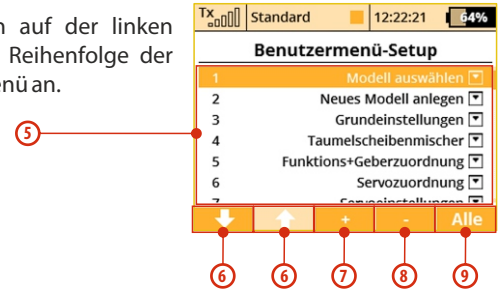 n auf der linken
Reihenfolge der
enü an.
Tx Standard 12:22:21 64%
Benutzermenü-Setup
1 Modell auswählen
2 Neues Modell anlegen
3 Grundeinstellungen
4 Taumelscheibenmischer
5 Funktions+Geberzuordnung
6 Servozuordnung
7 Servoeinstellungen
+ - Alle
5
6 6 7 8 9